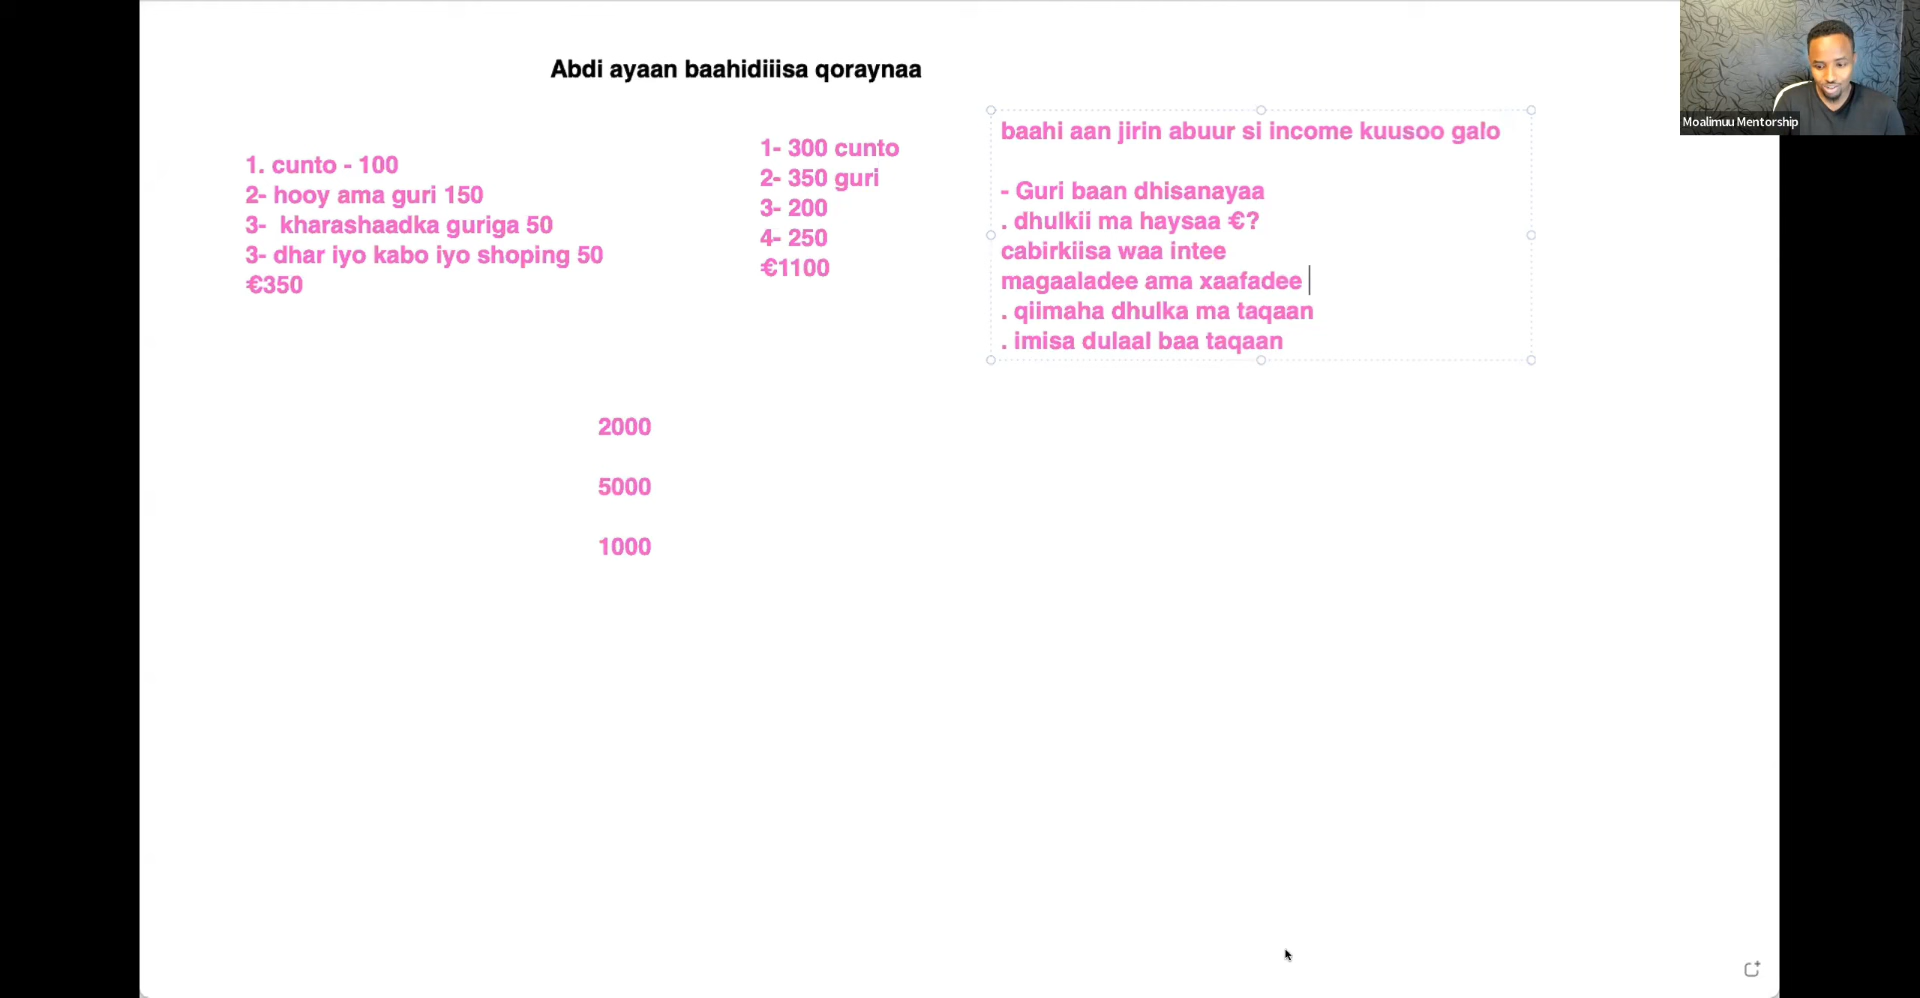 Abdi ayaan baahidiiisa qoraynaa
1. cunto - 100
2- hooy ama guri 150
3-  kharashaadka guriga 50
3- dhar iyo kabo iyo shoping 50
€350
1- 300 cunto
2- 350 guri
3- 200
4- 250
€1100
baahi aan jirin abuur si income kuusoo galo
- Guri baan dhisanayaa
. dhulkii ma haysaa €?
cabirkiisa waa intee
magaaladee ama xaafadee
. qiimaha dhulka ma taqaan
. imisa dulaal baa taqaan
2000
5000
1000
Moalimuu Mentorship